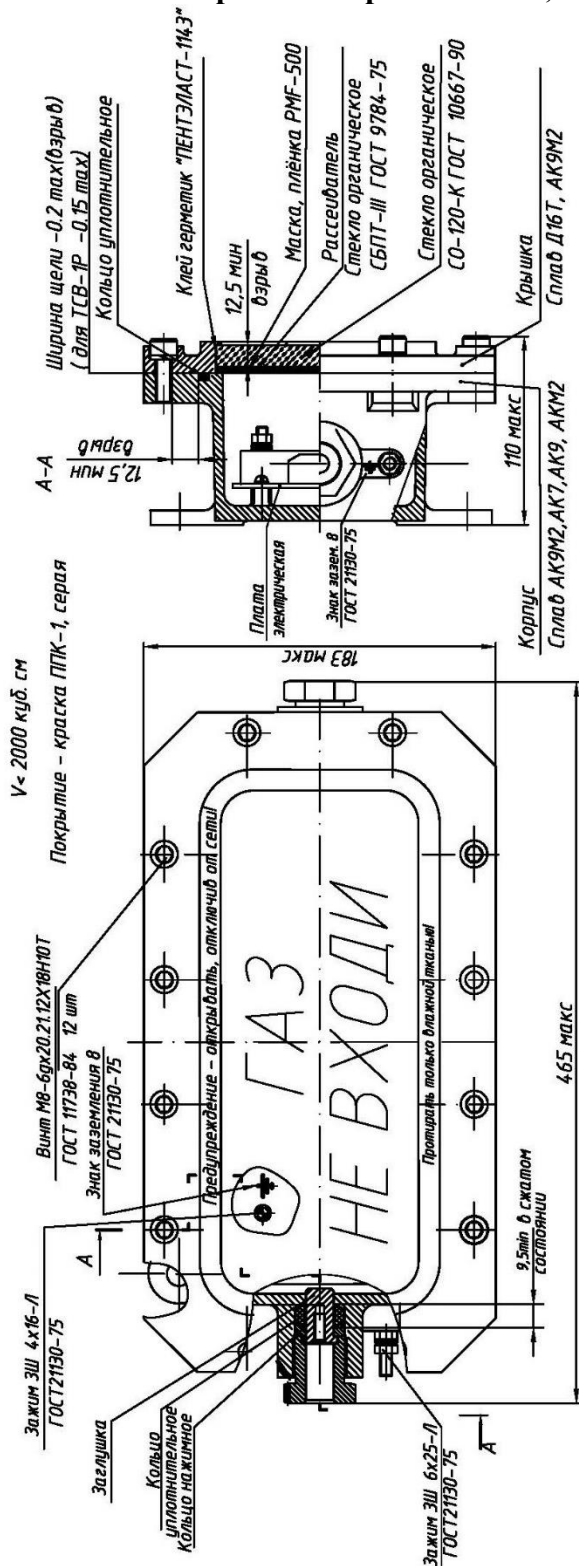 V< 2000 куб. см
Покрытие - краска ППК-1, серая
Винт М8-6gx20.21.12Х18Н10Т
ГОСТ 11738-84 12 шт
Знак заземления 8
ГОСТ 21130-75
Зажим ЗШ 4х16-Л
ГОСТ21130-75
А
Заглушка
Кольцо
уплотнительное
Кольцо нажимное
Зажим ЗШ 6х25-Л
ГОСТ21130-75
А
Предупреждение - открывать, отключив от сети!
ГАЗ
НЕ ВХОДИ
Протирать только влажной тканью!
9,5min в сжатом
состоянии
465 макс
183 макс
А-А
12,5 мин
взрыв
Ширина щели -0.2 max(взрыв)
( для ТСВ-1Р -0.15 max)
Кольцо уплотнительное
Клей герметик "ПЕНТЭЛАСТ-1143"
12,5 мин
взрыв
Маска, плёнка PMF-500
Рассеиватель
Стекло органическое
СБПТ-III ГОСТ 9784-75
Стекло органическое
СО-120-К ГОСТ 10667-90
Плата
электрическая
Знак зазем. 8
ГОСТ 21130-75
110 макс
Крышка
Сплав Д16Т, АК9М2
Корпус
Сплав АК9М2,АК7,АК9, АКМ2